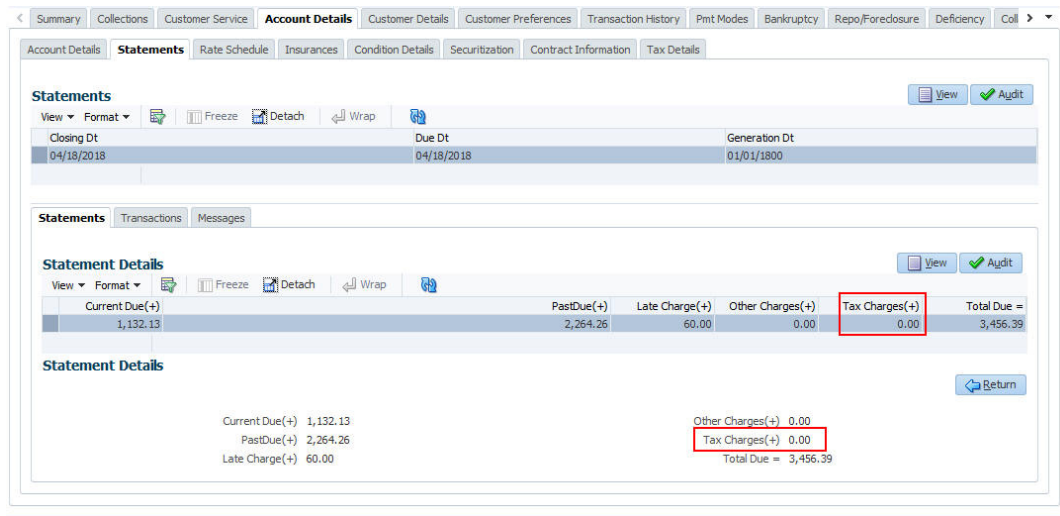 Summary Collections Customer Service Account Details Customer Details Customer Preferences Transaction History Pmt Modes Bankruptcy Repo/Foreclosure Deficiency Coll
Account Details Statements Rate Schedule Insurances Condition Details Securitization Contract Information Tax Details
Statements View Audit
View Format Freeze Detach Wrap
Closing Dt Due Dt Generation Dt
04/18/2018 04/18/2018 01/01/1800
Statements Transactions Messages
Statement Details View Audit
View Format Freeze Detach Wrap
Current Due(+) PastDue(+) Late Charge(+) Other Charges(+) Tax Charges(+) Total Due =
1,132.13 2,264.26 60.00 0.00 0.00 3,456.39
Statement Details
Return
Current Due(+) 1,132.13 Other Charges(+) 0.00
PastDue(+) 2,264.26 Tax Charges(+) 0.00
Late Charge(+) 60.00 Total Due = 3,456.39